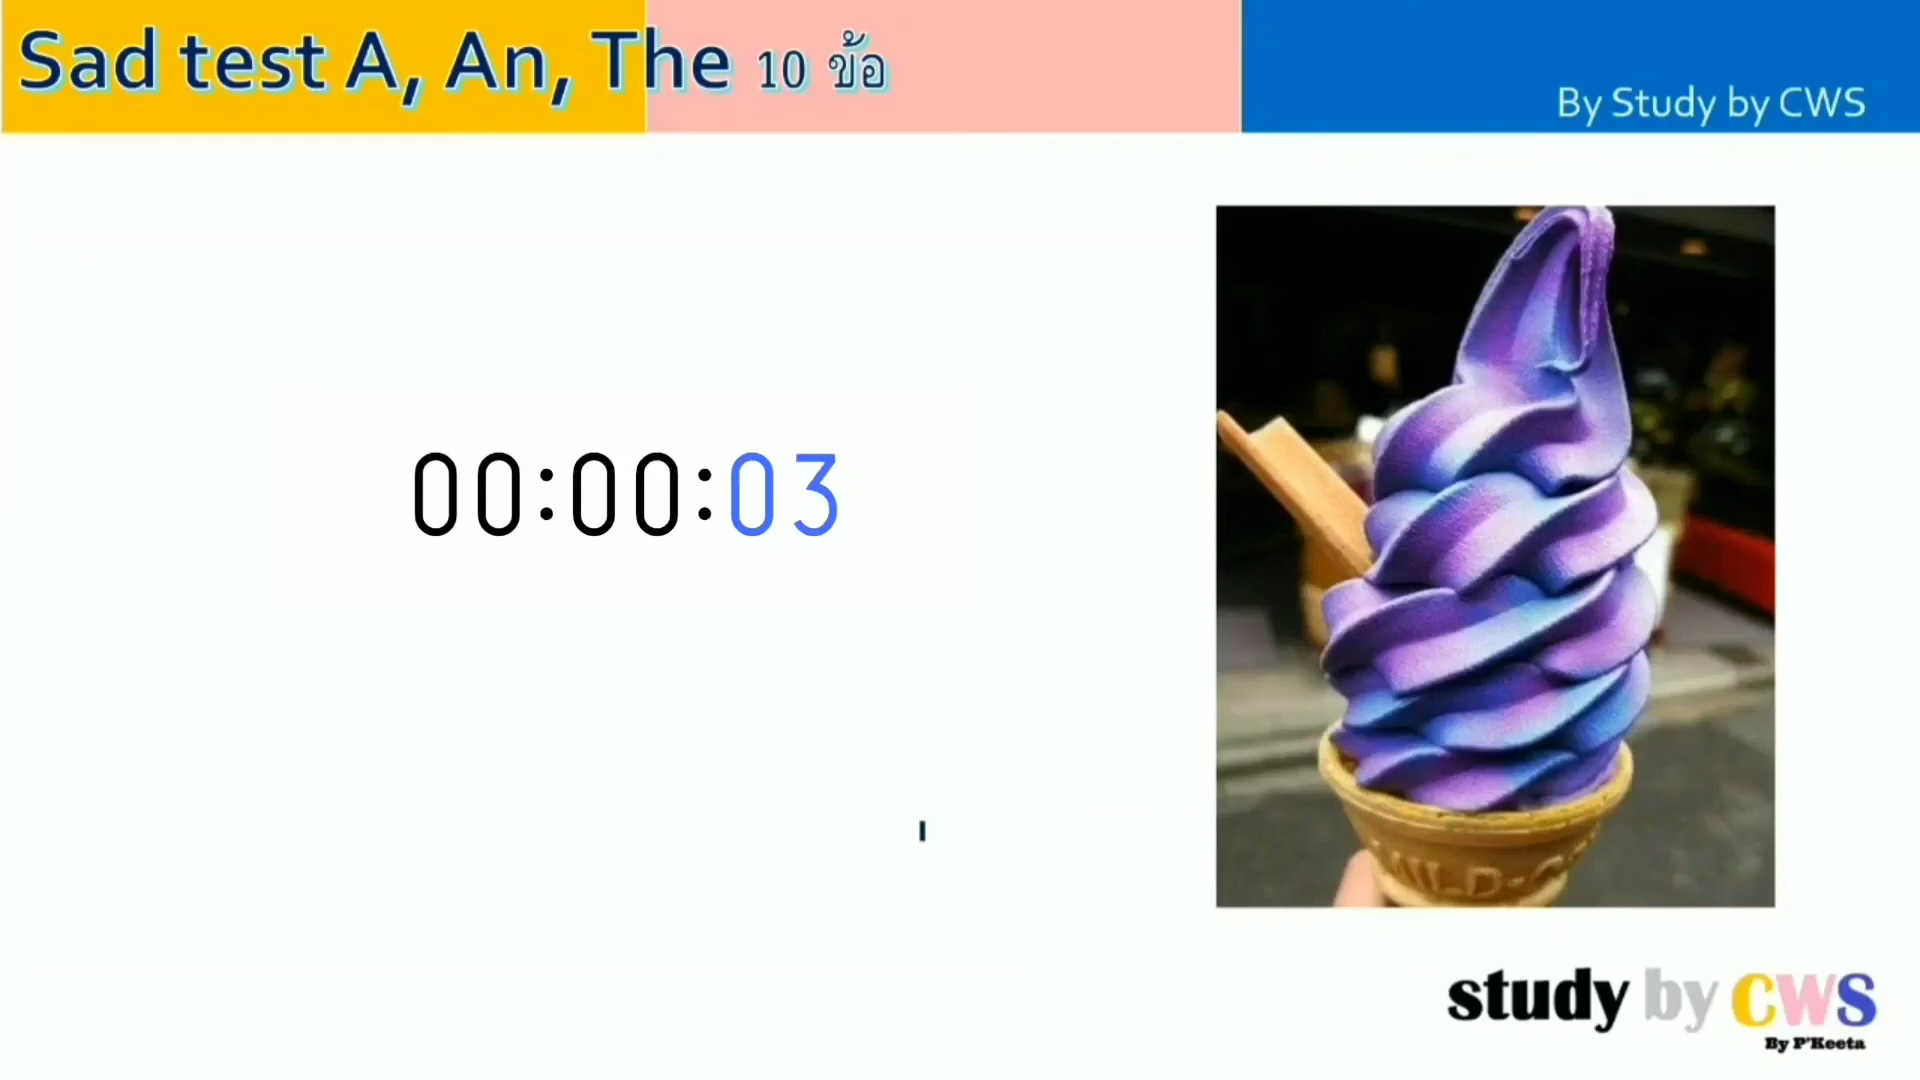 Sad test A, An, The 10 ข้อ
By Study by CWS
00:00:03
study by CWS
By P'Keeta